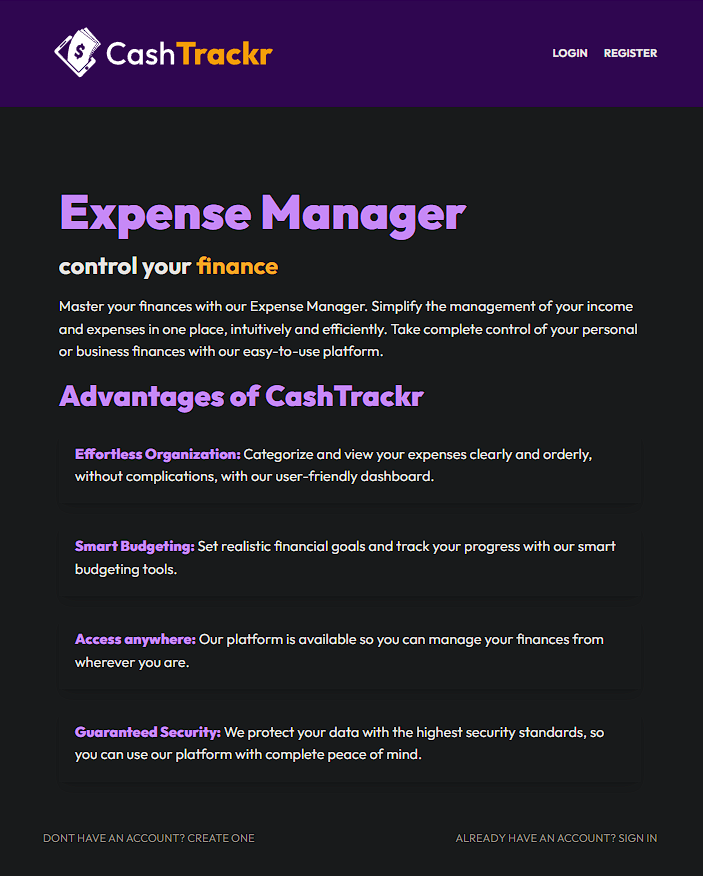 $ CashTrackr
LOGIN REGISTER
Expense Manager
control your finance
Master your finances with our Expense Manager. Simplify the management of your income
and expenses in one place, intuitively and efficiently. Take complete control of your personal
or business finances with our easy-to-use platform.
Advantages of CashTrackr
Effortless Organization: Categorize and view your expenses clearly and orderly,
without complications, with our user-friendly dashboard.
Smart Budgeting: Set realistic financial goals and track your progress with our smart
budgeting tools.
Access anywhere: Our platform is available so you can manage your finances from
wherever you are.
Guaranteed Security: We protect your data with the highest security standards, so
you can use our platform with complete peace of mind.
DONT HAVE AN ACCOUNT? CREATE ONE
ALREADY HAVE AN ACCOUNT? SIGN IN